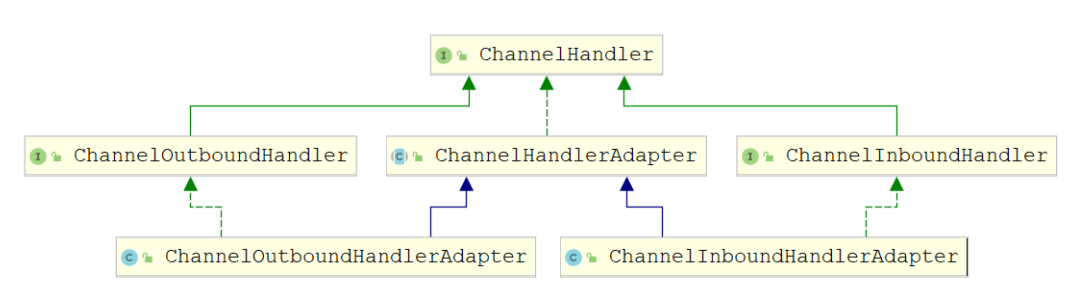 I ChannelHandler
I ChannelOutboundHandler
C ChannelHandlerAdapter
I ChannelInboundHandler
C ChannelOutboundHandlerAdapter
C ChannelInboundHandlerAdapter